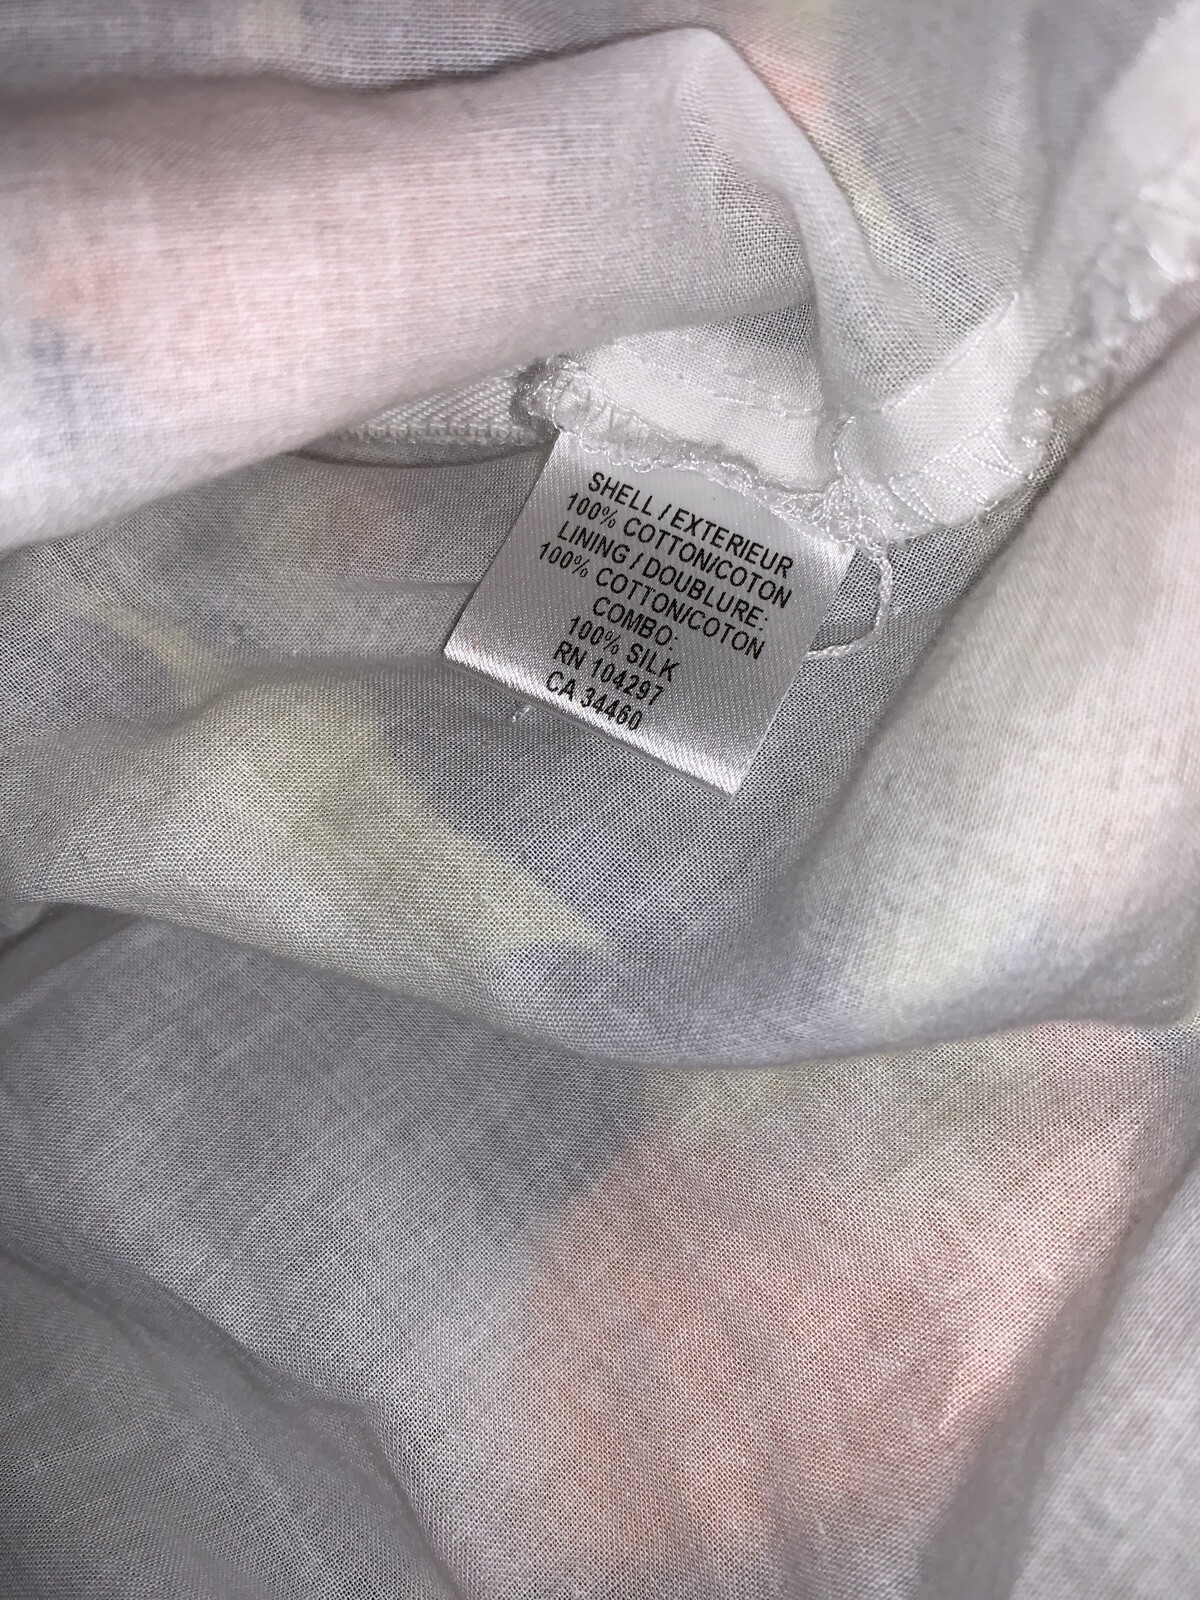 SHELL / EXTERIEUR
100% COTTON/COTON
LINING / DOUBLURE:
100% COTTON/COTON
COMBO:
100% SILK
RN 104297
CA 34460